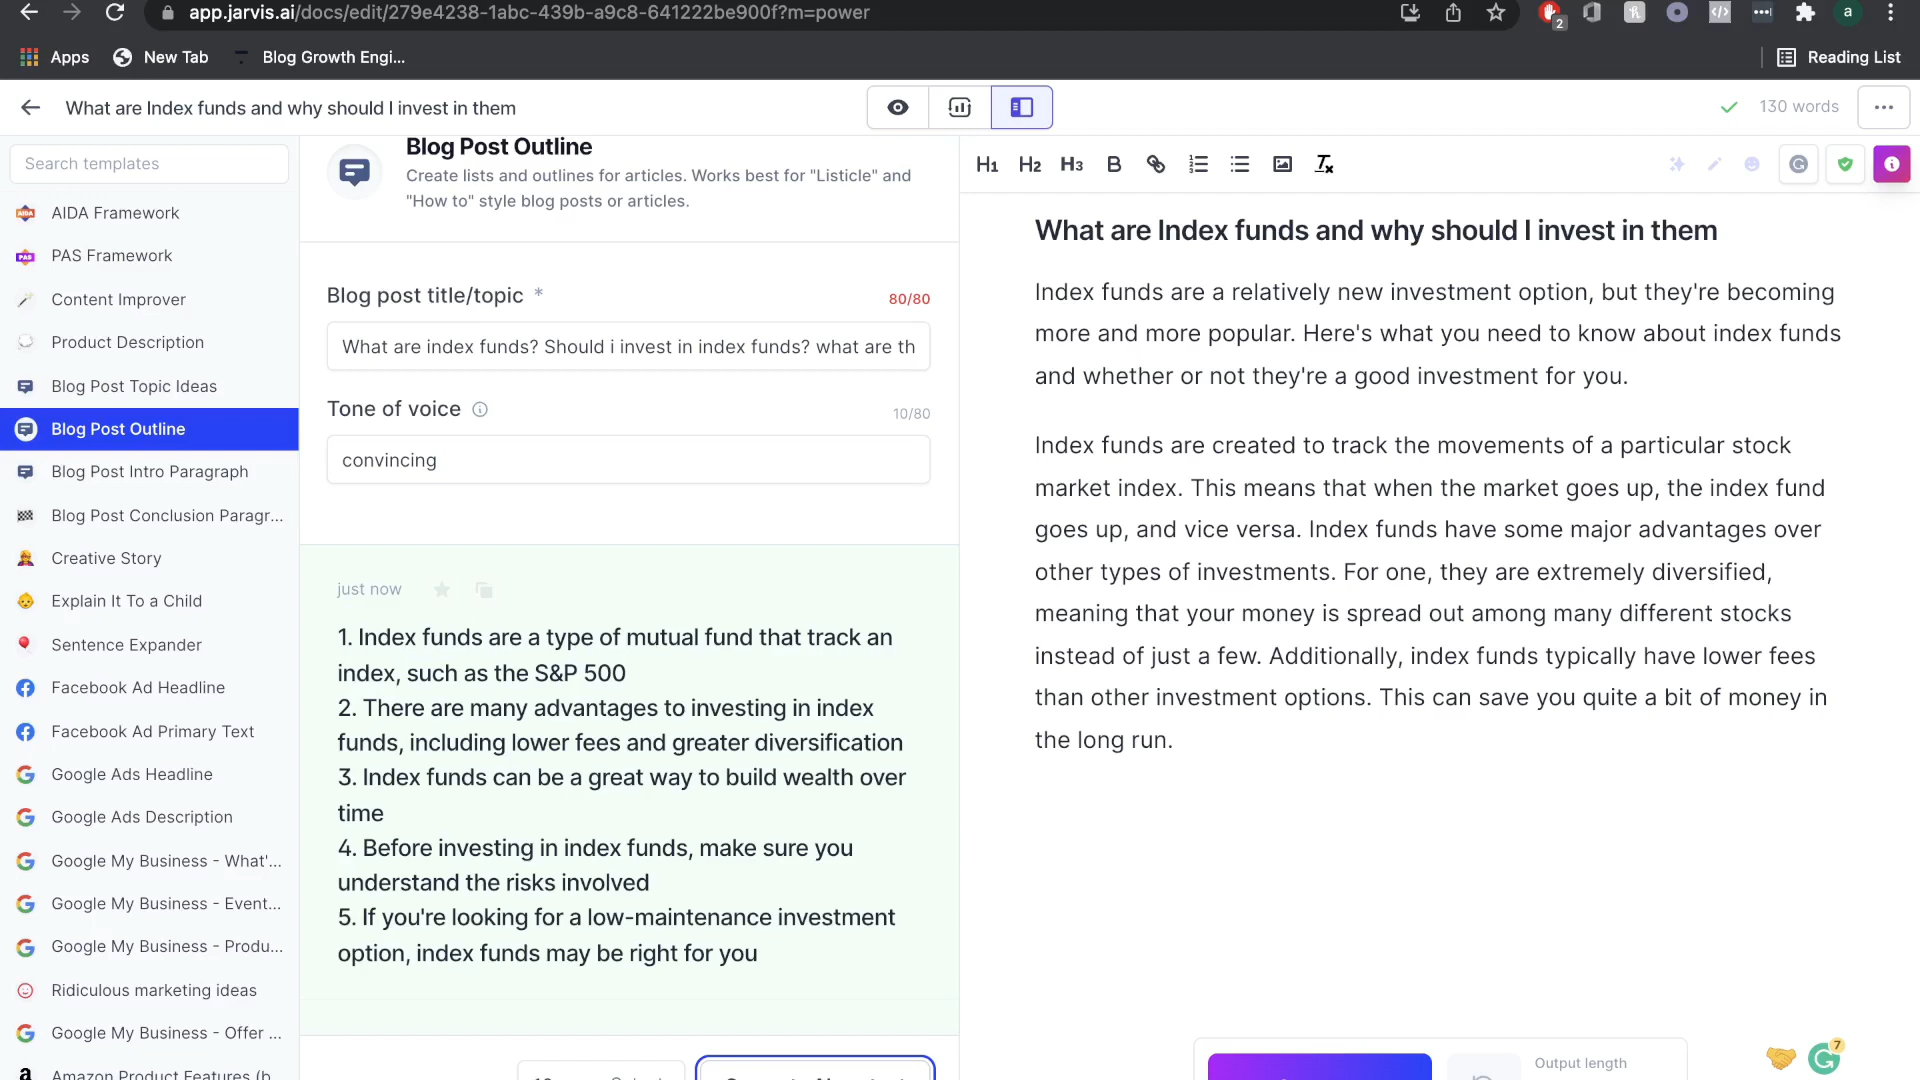 app.jarvis.ai/docs/edit/279e4238-1abc-439b-a9c8-641222be900f?m=power
2
a
Apps
New Tab
Blog Growth Engi...
Reading List
What are Index funds and why should I invest in them
130 words
Search templates
AIDA Framework
PAS Framework
Content Improver
Product Description
Blog Post Topic Ideas
Blog Post Outline
Blog Post Intro Paragraph
Blog Post Conclusion Paragr...
Creative Story
Explain It To a Child
Sentence Expander
Facebook Ad Headline
Facebook Ad Primary Text
Google Ads Headline
Google Ads Description
Google My Business - What'...
Google My Business - Event...
Google My Business - Produ...
Ridiculous marketing ideas
Google My Business - Offer ...
Amazon Product Features (b
Blog Post Outline
Create lists and outlines for articles. Works best for "Listicle" and
"How to" style blog posts or articles.
Blog post title/topic *
80/80
What are index funds? Should i invest in index funds? what are th
Tone of voice
10/80
convincing
just now
1. Index funds are a type of mutual fund that track an
index, such as the S&P 500
2. There are many advantages to investing in index
funds, including lower fees and greater diversification
3. Index funds can be a great way to build wealth over
time
4. Before investing in index funds, make sure you
understand the risks involved
5. If you're looking for a low-maintenance investment
option, index funds may be right for you
H1 H2 H3 B
What are Index funds and why should I invest in them
Index funds are a relatively new investment option, but they're becoming
more and more popular. Here's what you need to know about index funds
and whether or not they're a good investment for you.
Index funds are created to track the movements of a particular stock
market index. This means that when the market goes up, the index fund
goes up, and vice versa. Index funds have some major advantages over
other types of investments. For one, they are extremely diversified,
meaning that your money is spread out among many different stocks
instead of just a few. Additionally, index funds typically have lower fees
than other investment options. This can save you quite a bit of money in
the long run.
Output length
7